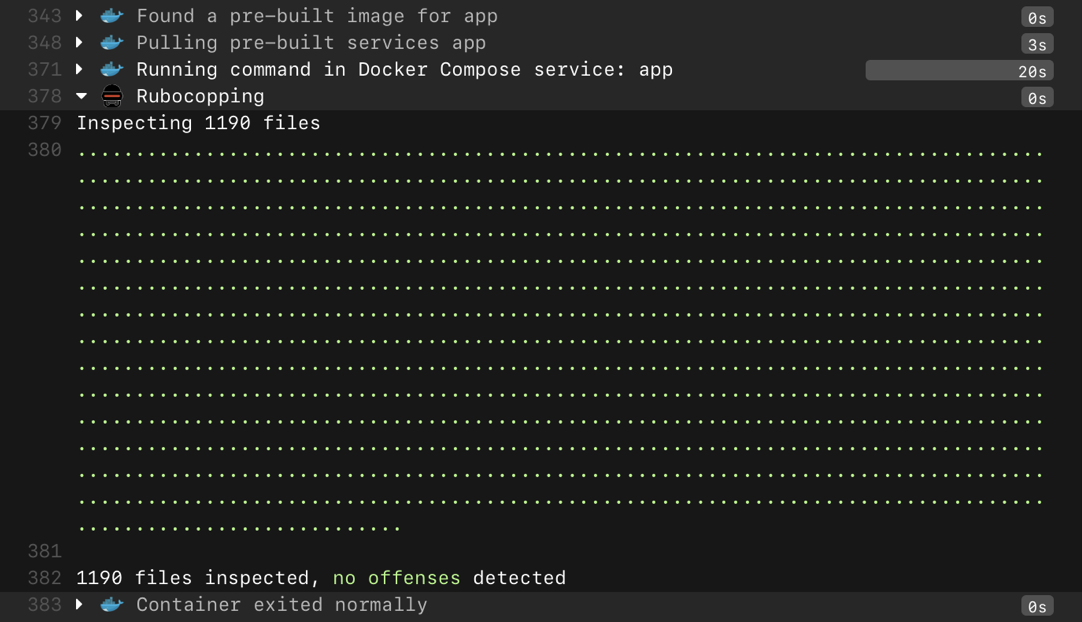 343 Found a pre-built image for app 0s
348 Pulling pre-built services app 3s
371 Running command in Docker Compose service: app 20s
378 Rubocopping 0s
379 Inspecting 1190 files
380 ...................................................................................
...................................................................................
...................................................................................
...................................................................................
...................................................................................
...................................................................................
...................................................................................
...................................................................................
...................................................................................
...................................................................................
...................................................................................
...................................................................................
...................................................................................
...................................................................................
............................
381
382 1190 files inspected, no offenses detected
383 Container exited normally 0s